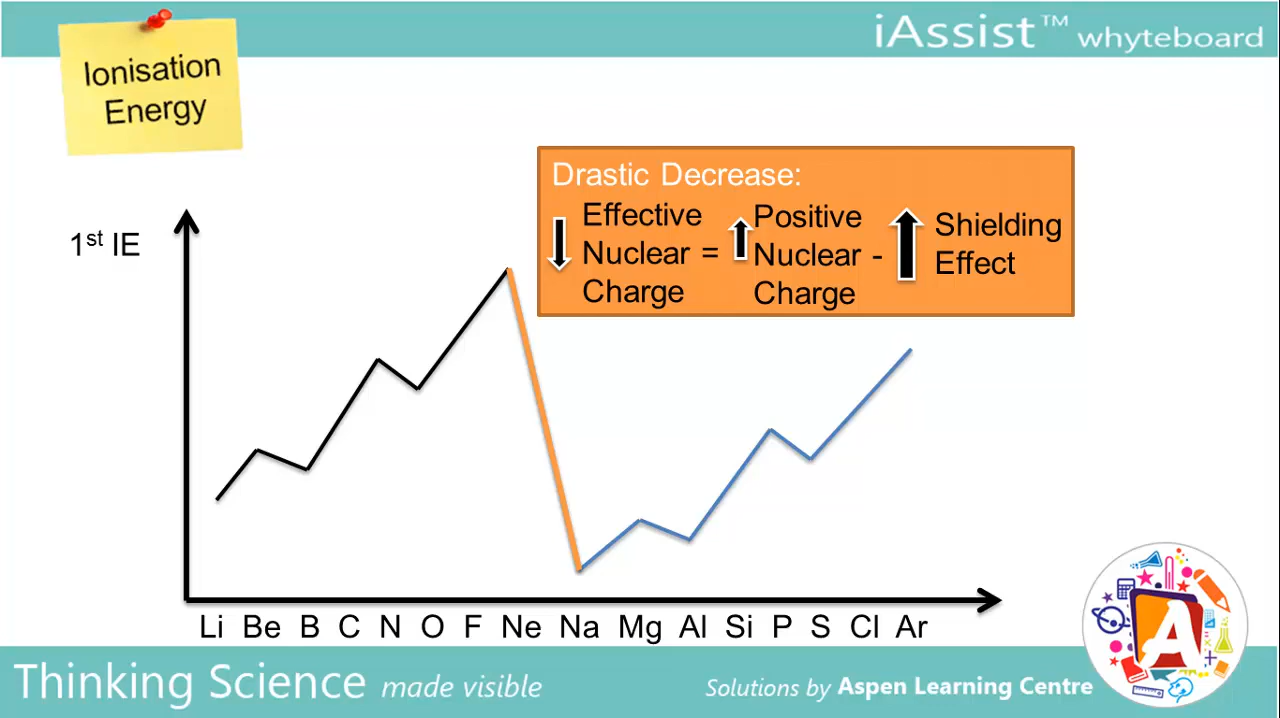 iAssist™ whyteboard
Ionisation
Energy
Drastic Decrease:
Effective
Nuclear =
Charge
Positive
Nuclear -
Charge
Shielding
Effect
1st IE
Li Be B C N O F Ne Na Mg Al Si P S Cl Ar
A
Thinking Science made visible
Solutions by Aspen Learning Centre